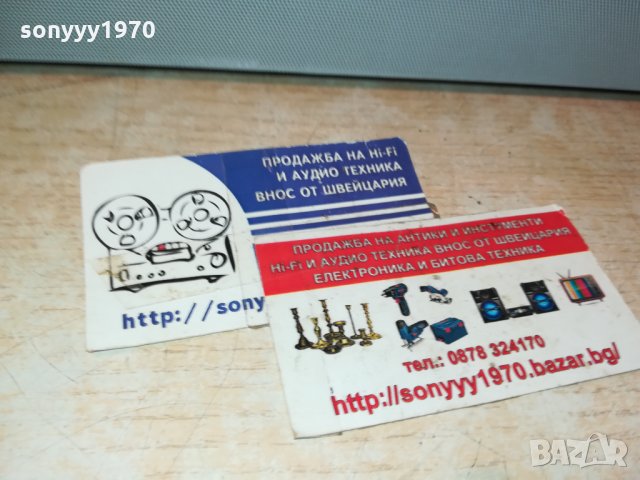 sonyyy1970
ПРОДАЖБА НА Hi-Fi
И АУДИО ТЕХНИКА
ВНОС ОТ ШВЕЙЦАРИЯ
http://sony
ПРОДАЖБА НА АНТИКИ И ИНСТРМЕНТИ
Hi-Fi И АУДИО ТЕХНИКА ВНОС ОТ ШВЕЙЦАРИЯ
ЕЛЕКТРОНИКА И БИТОВА ТЕХНИКА
тел.: 0878 324170
http://sonyyy1970.bazar.bg/
BAZAR